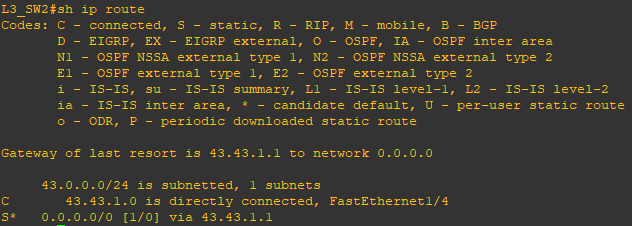 L3_SW2#sh ip route
Codes: C - connected, S - static, R - RIP, M - mobile, B - BGP
D - EIGRP, EX - EIGRP external, O - OSPF, IA - OSPF inter area
N1 - OSPF NSSA external type 1, N2 - OSPF NSSA external type 2
E1 - OSPF external type 1, E2 - OSPF external type 2
i - IS-IS, su - IS-IS summary, L1 - IS-IS level-1, L2 - IS-IS level-2
ia - IS-IS inter area, * - candidate default, U - per-user static route
o - ODR, P - periodic downloaded static route
Gateway of last resort is 43.43.1.1 to network 0.0.0.0
43.0.0.0/24 is subnetted, 1 subnets
C 43.43.1.0 is directly connected, FastEthernet1/4
S* 0.0.0.0/0 [1/0] via 43.43.1.1